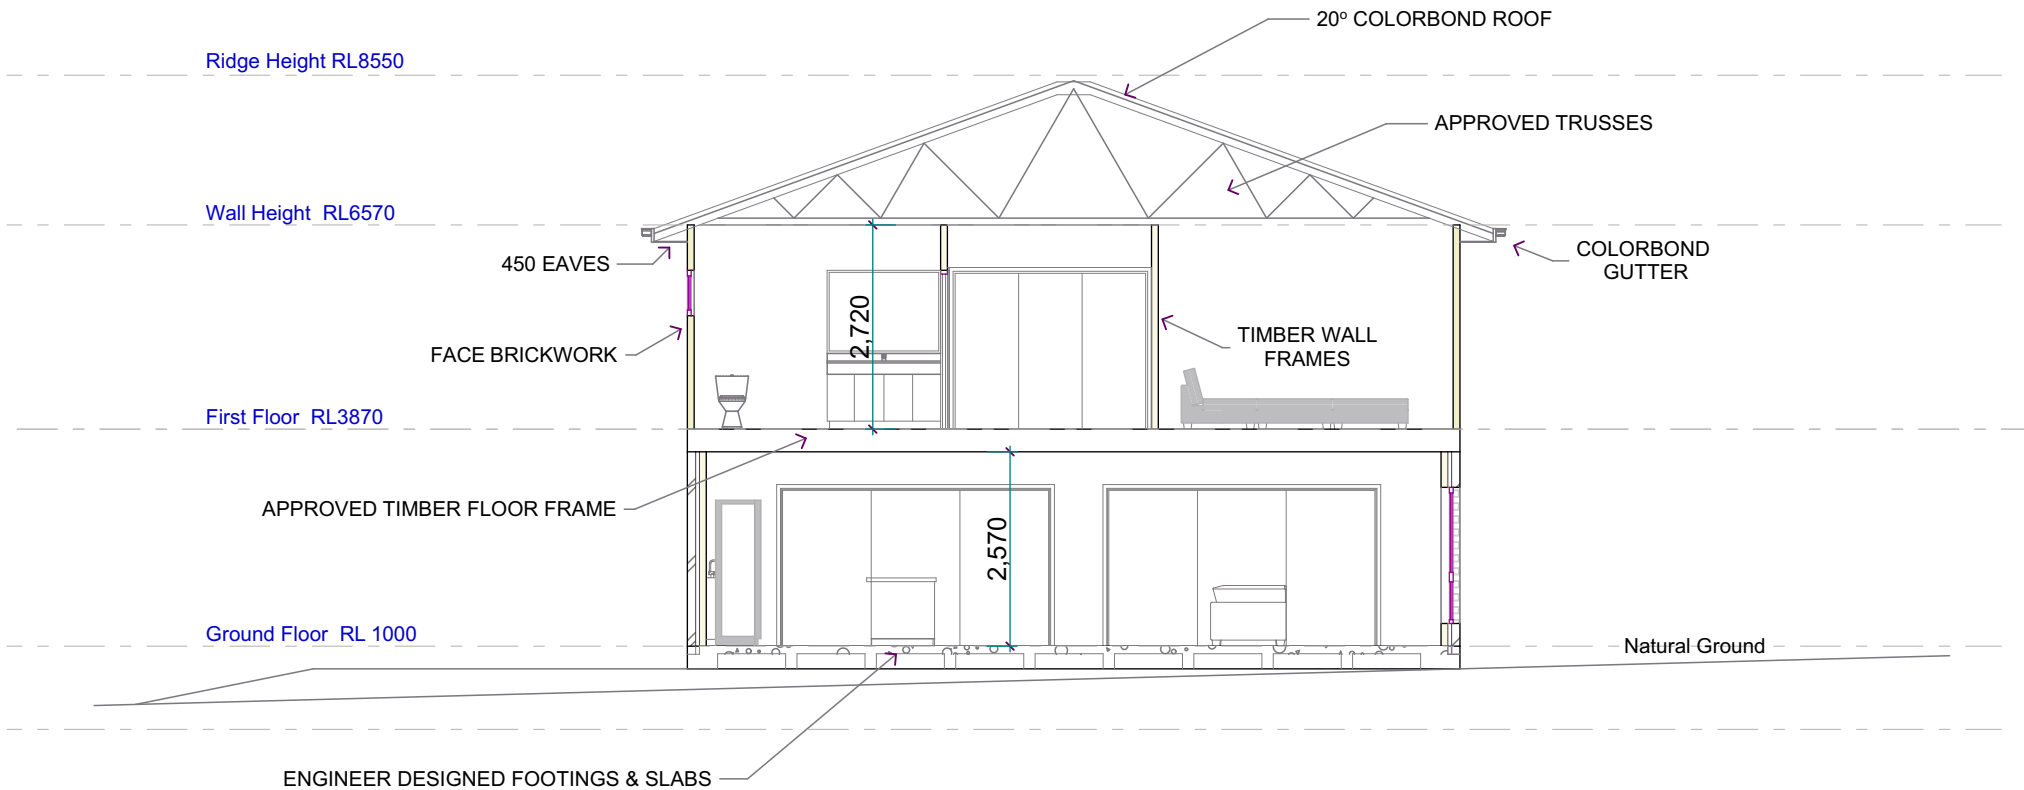 20º COLORBOND ROOF
Ridge Height RL8550
APPROVED TRUSSES
Wall Height  RL6570
450 EAVES
COLORBOND
GUTTER
2,720
FACE BRICKWORK
TIMBER WALL
FRAMES
First Floor  RL3870
APPROVED TIMBER FLOOR FRAME
2,570
Ground Floor  RL 1000
Natural Ground
ENGINEER DESIGNED FOOTINGS & SLABS